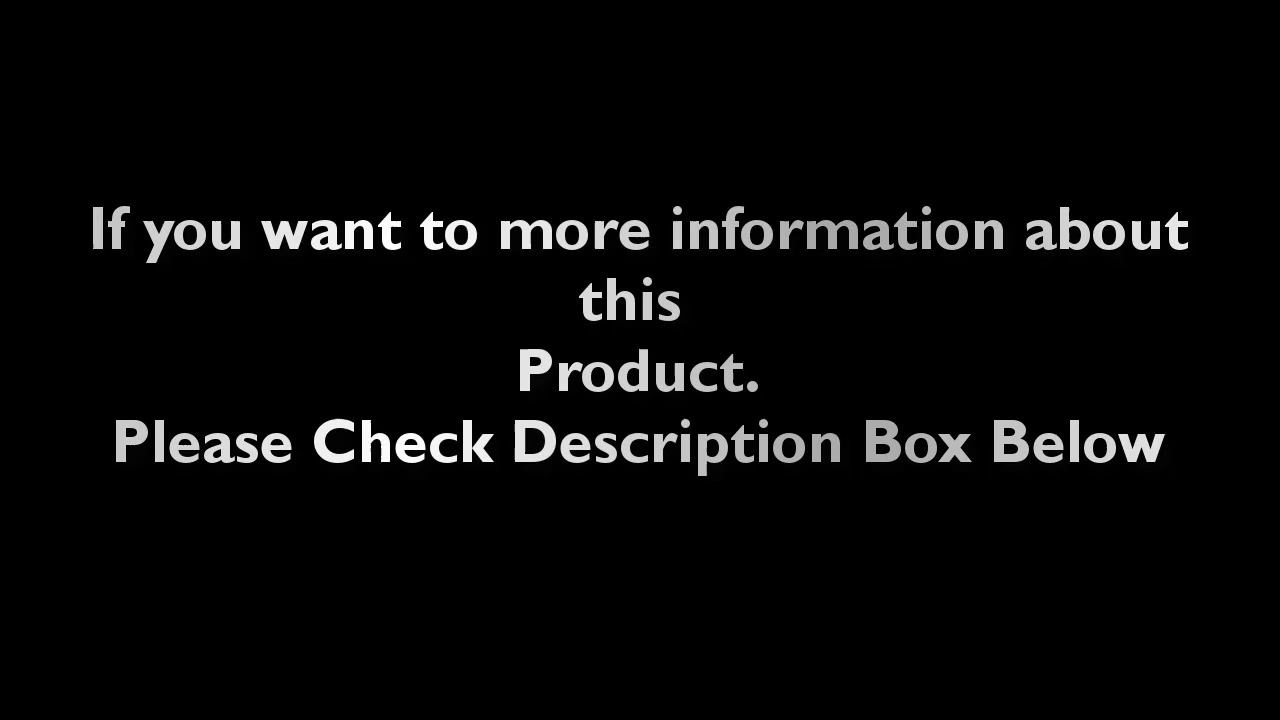 If you want to more information about
this
Product.
Please Check Description Box Below